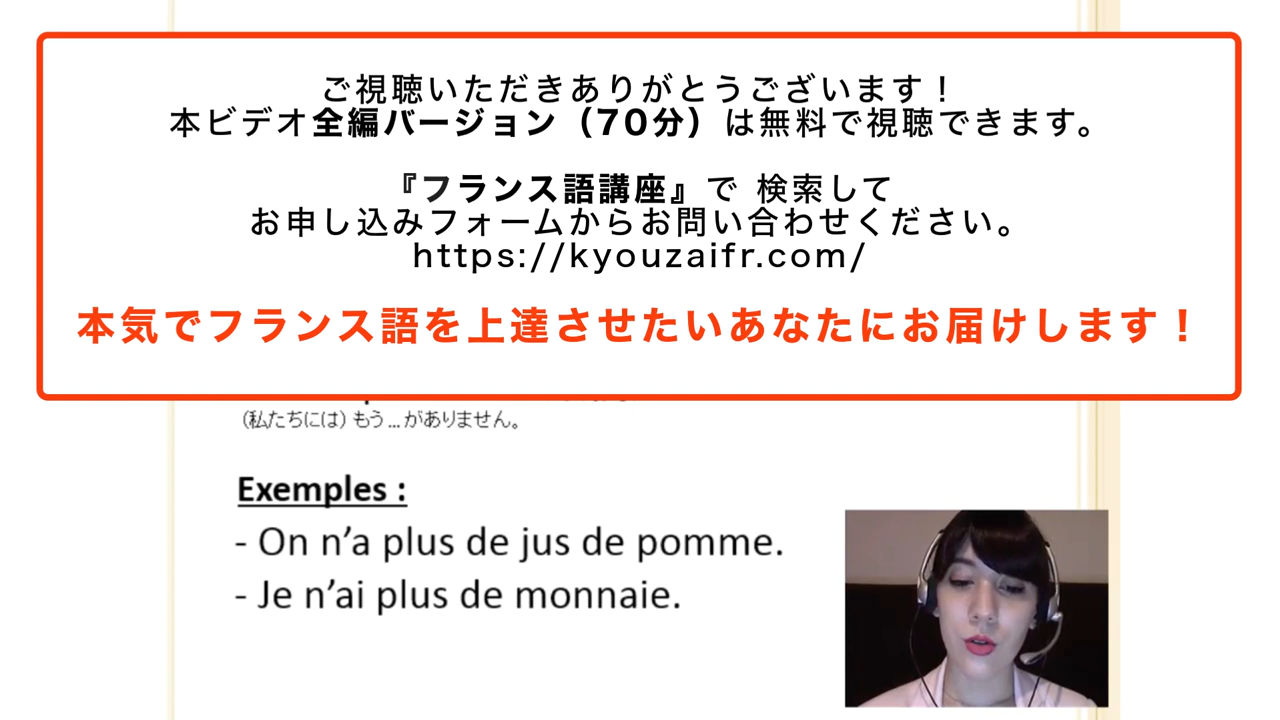 ご視聴いただきありがとうございます！
本ビデオ全編バージョン（70分）は無料で視聴できます。
『フランス語講座』で 検索して
お申し込みフォームからお問い合わせください。
https://kyouzaifr.com/
本気でフランス語を上達させたいあなたにお届けします！
（私たちには）もう…がありません。
Exemples :
- On n’a plus de jus de pomme.
- Je n’ai plus de monnaie.